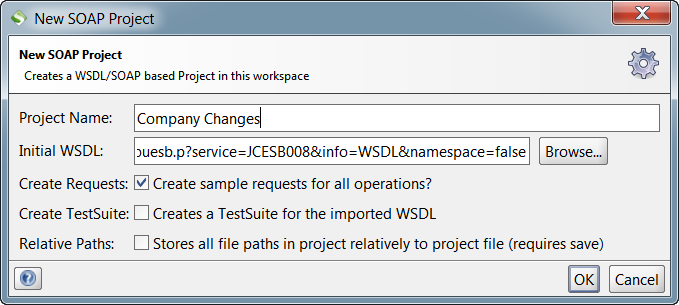 New SOAP Project
New SOAP Project
Creates a WSDL/SOAP based Project in this workspace
Project Name: Company Changes
Initial WSDL: ouesb.p?service=JCESB008&info=WSDL&namespace=false Browse...
Create Requests: Create sample requests for all operations?
Create TestSuite: Creates a TestSuite for the imported WSDL
Relative Paths: Stores all file paths in project relatively to project file (requires save)
? OK Cancel